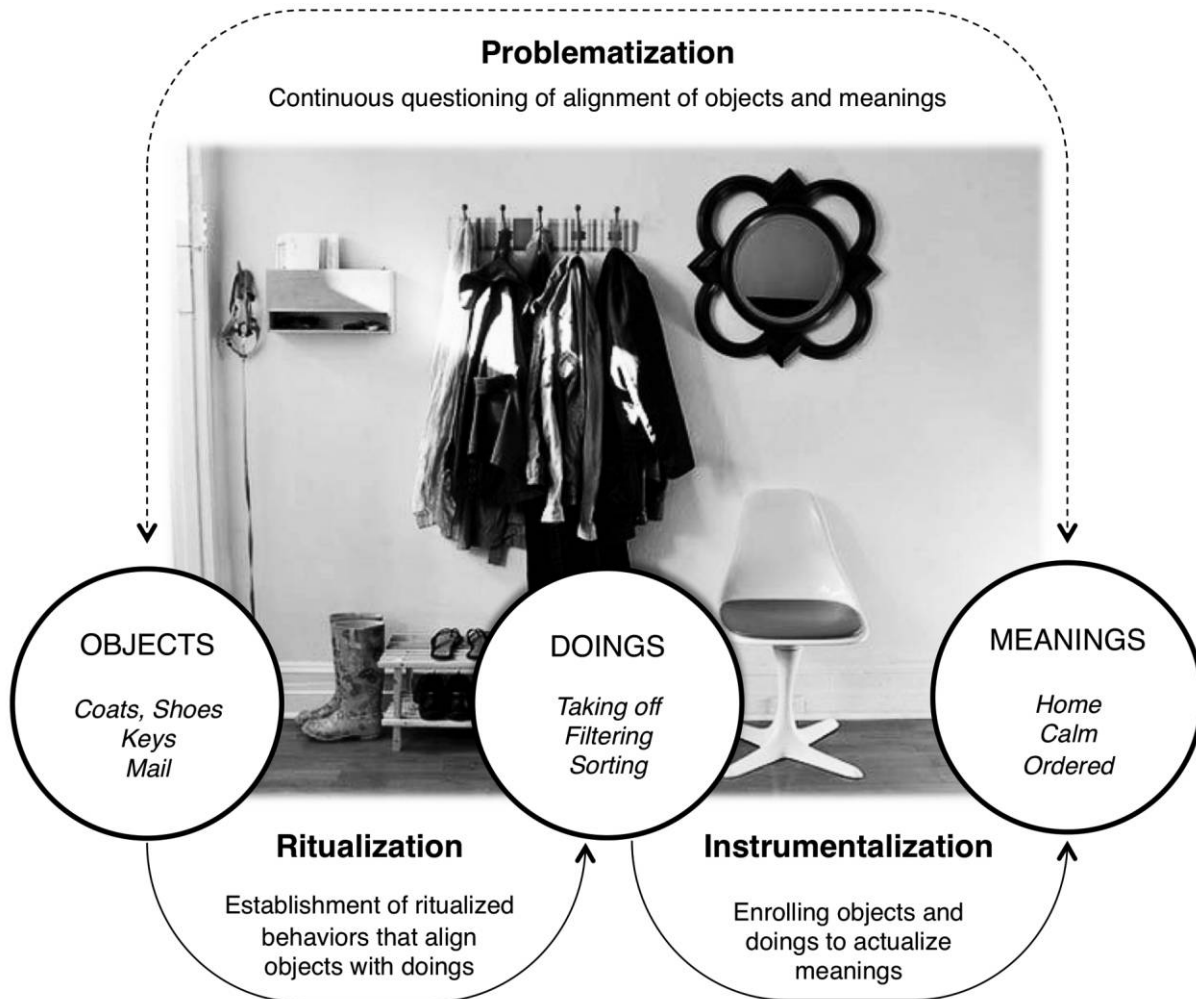 Problematization
Continuous questioning of alignment of objects and meanings
OBJECTS
Coats, Shoes
Keys
Mail
DOINGS
Taking off
Filtering
Sorting
MEANINGS
Home
Calm
Ordered
Ritualization
Establishment of ritualized
behaviors that align
objects with doings
Instrumentalization
Enrolling objects and
doings to actualize
meanings